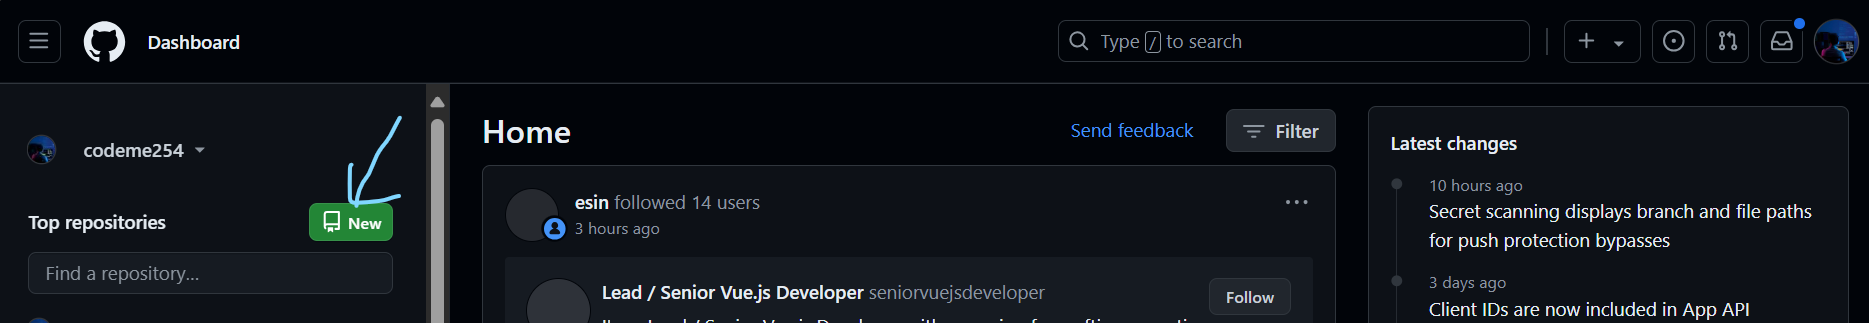 Dashboard
Type / to search
codeme254
Top repositories
New
Find a repository...
Home
Send feedback
Filter
esin followed 14 users
3 hours ago
Lead / Senior Vue.js Developer seniorvuejsdeveloper
Follow
Latest changes
10 hours ago
Secret scanning displays branch and file paths
for push protection bypasses
3 days ago
Client IDs are now included in App API